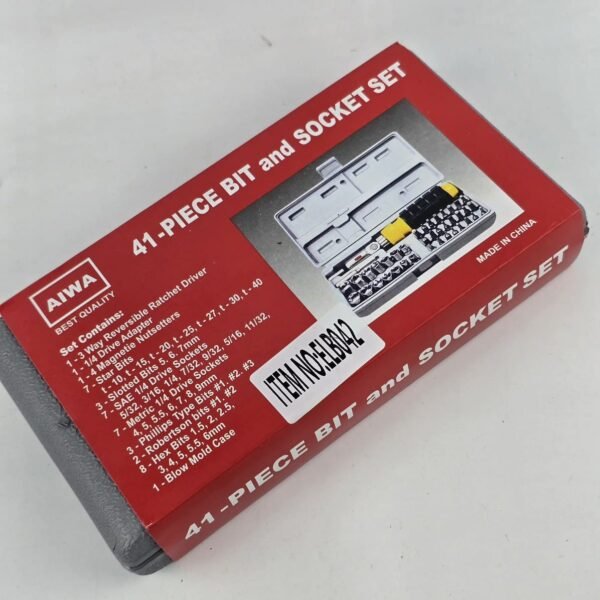 41-PIECE BIT and SOCKET SET
AIWA
BEST QUALITY
MADE IN CHINA
Set Contains:
1 - 3 Way Reversible Ratchet Driver
1 - 1/4 Drive Adapter
1 - 4 Magnetic Nutsetters
7 - Star Bits
t - 10, t - 15, t - 20, t - 25, t - 27, t - 30, t - 40
3 - Slotted Bits 5, 6, 7mm
7 - SAE 1/4 Drive Sockets
5/32, 3/16, 1/4, 7/32, 9/32, 5/16, 11/32,
7 - Metric 1/4 Drive Sockets
4, 5, 5.5, 6, 7, 8, 9mm
3 - Phillips Type Bits #1, #2. #3
2 - Robertson bits #1, #2
8 - Hex Bits 1.5, 2, 2.5,
3, 4, 5, 5.5, 6mm
1 - Blow Mold Case
ITEM NO:ELB042
41-PIECE BIT and SOCKET SET